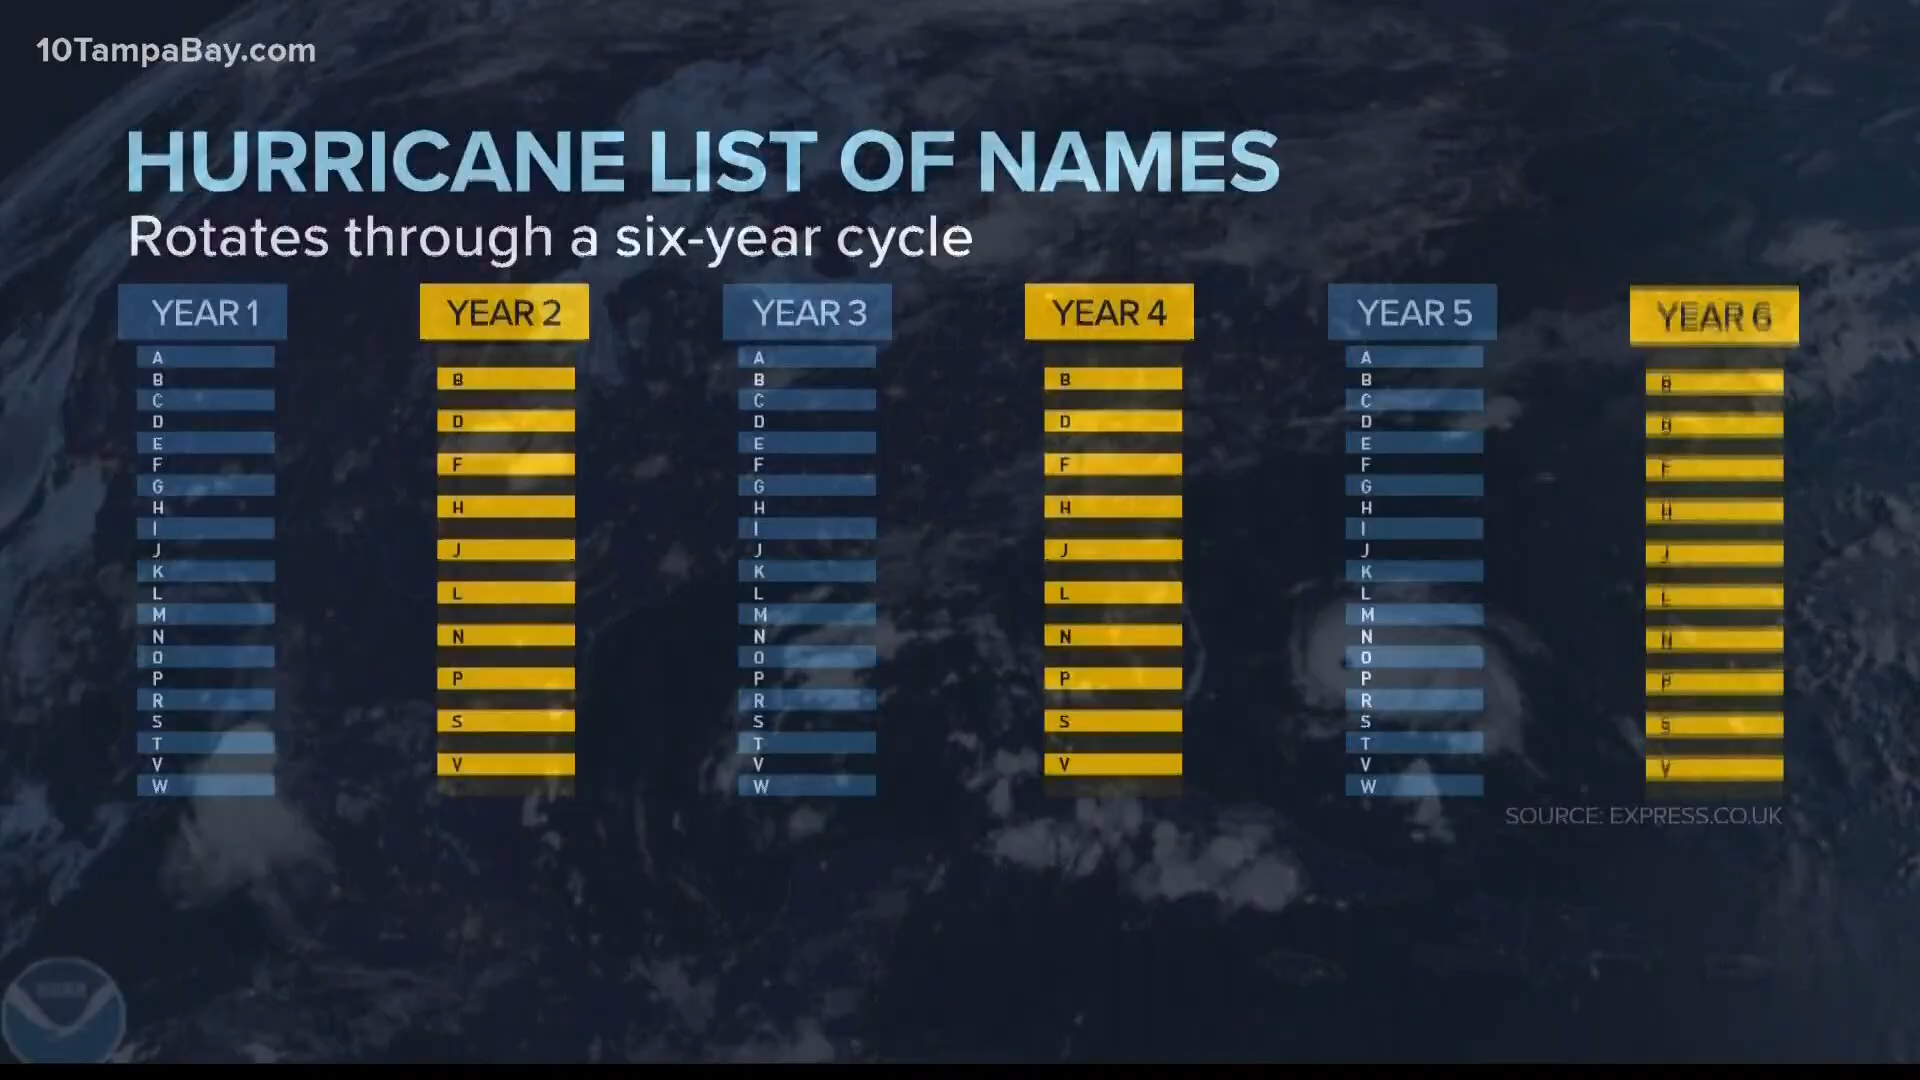 10TampaBay.com
HURRICANE LIST OF NAMES
Rotates through a six-year cycle
YEAR 1 YEAR 2 YEAR 3 YEAR 4 YEAR 5 YEAR 6
A A A
B B B B B B
C C C
D D D D D D
E E E
F F F F F F
G G G
H H H H H H
I I I
J J J J J J
K K K
L L L L L L
M M M
N N N N N N
O O O
P P P P P P
R R R
S S S S S S
T T T
V V V V V V
W W W
SOURCE: EXPRESS.CO.UK